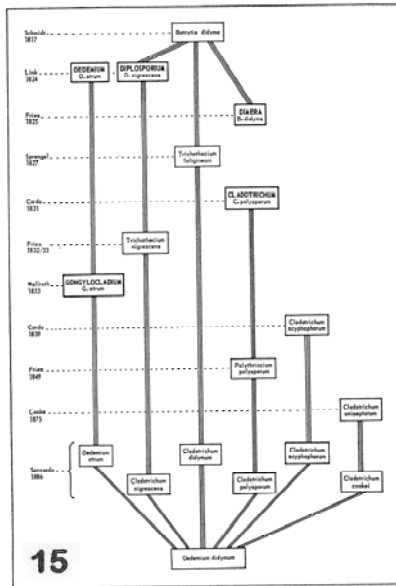 Schmidt
1817
Botrytis didyma
Link
1824
OEDEMIUM
O. atrum
DIPLOSPORIUM
D. nigrescens
Fries
1825
DIMERA
D. didyma
Sprengel
1827
Trichothecium
fuligineum
Corda
1831
CLADOTRICHUM
C. polysporum
Fries
1832/33
Trichothecium
nigrescens
Wallroth
1833
GONGYLOCLADIUM
G. atrum
Corda
1839
Cladotrichum
scyphophorum
Fries
1849
Polythrincium
polysporum
Cooke
1875
Cladotrichum
uniseptatum
Saccardo
1886
Oedemium
atrum
Cladotrichum
didymum
Cladotrichum
scyphophorum
Cladotrichum
nigrescens
Cladotrichum
polysporum
Cladotrichum
cookei
Oedemium didymum
15